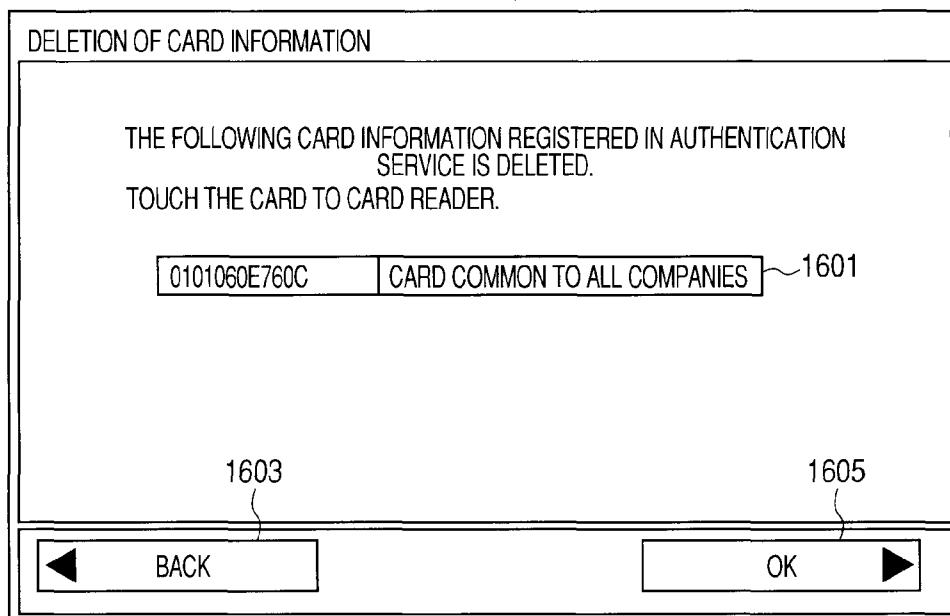 DELETION OF CARD INFORMATION
THE FOLLOWING CARD INFORMATION REGISTERED IN AUTHENTICATION
SERVICE IS DELETED.
TOUCH THE CARD TO CARD READER.
0101060E760C CARD COMMON TO ALL COMPANIES 1601
1603 1605
BACK OK